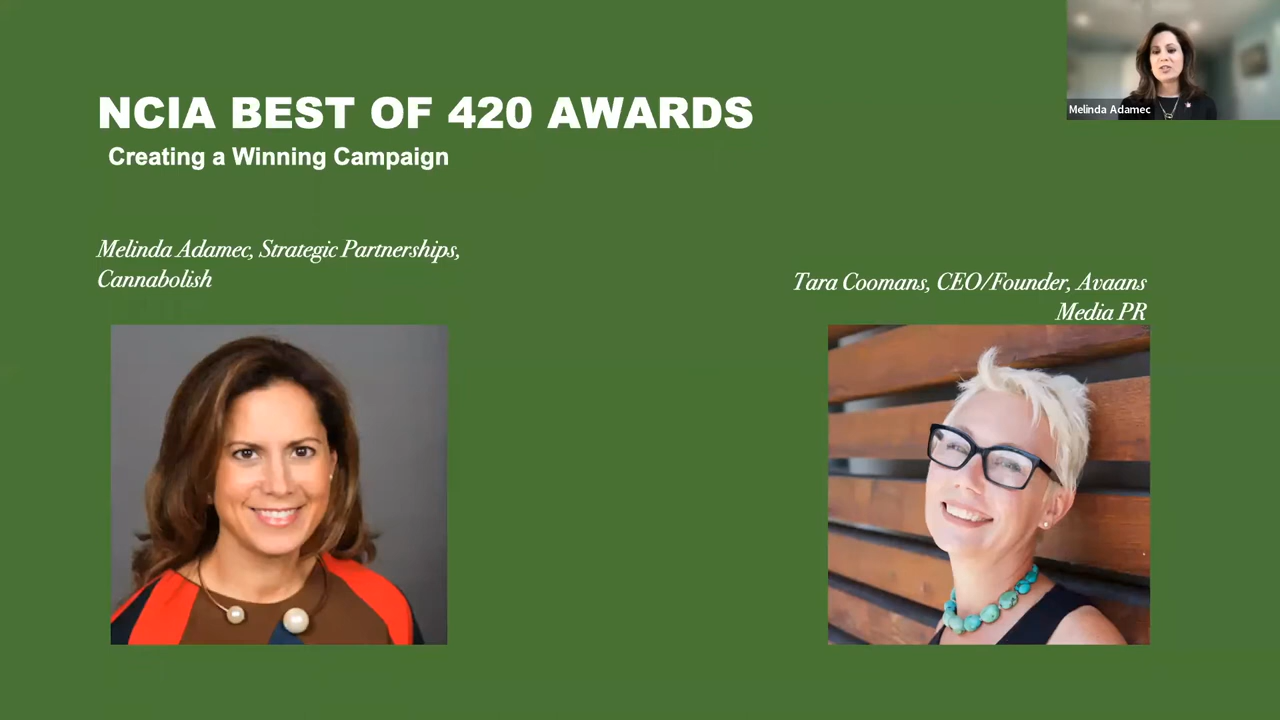 NCIA BEST OF 420 AWARDS
Creating a Winning Campaign
Melinda Adamec, Strategic Partnerships,
Cannabolish
Tara Coomans, CEO/Founder, Avaans
Media PR
Melinda Adamec